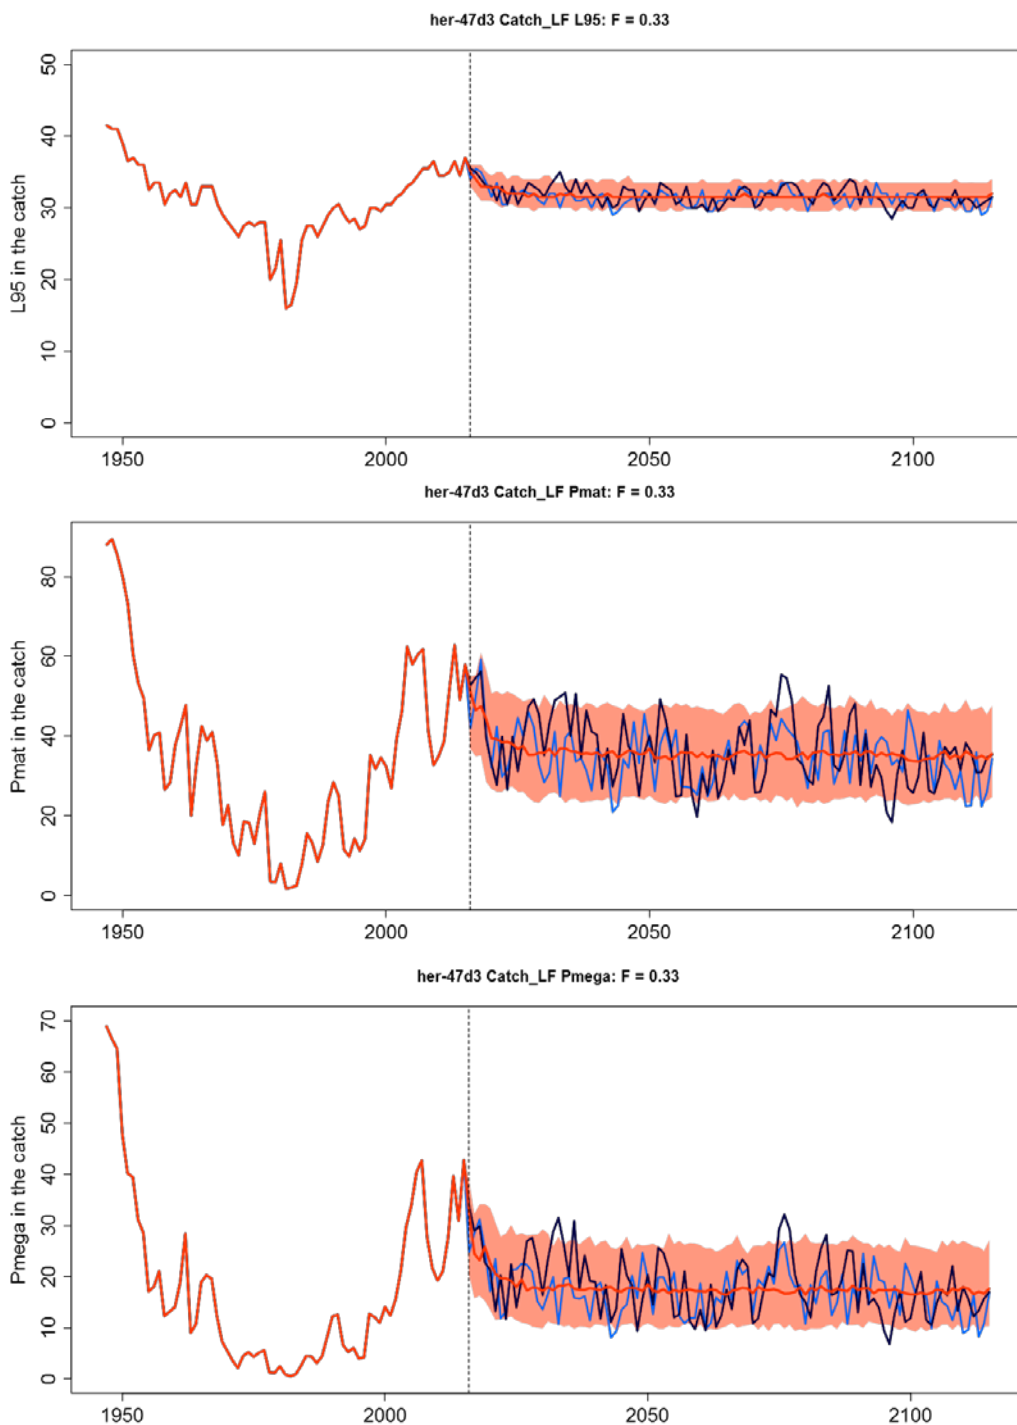 her-47d3 Catch_LF L95: F = 0.33
L95 in the catch
50
40
30
20
10
0
1950 2000 2050 2100
her-47d3 Catch_LF Pmat: F = 0.33
Pmat in the catch
80
60
40
20
0
1950 2000 2050 2100
her-47d3 Catch_LF Pmega: F = 0.33
Pmega in the catch
70
60
50
40
30
20
10
0
1950 2000 2050 2100